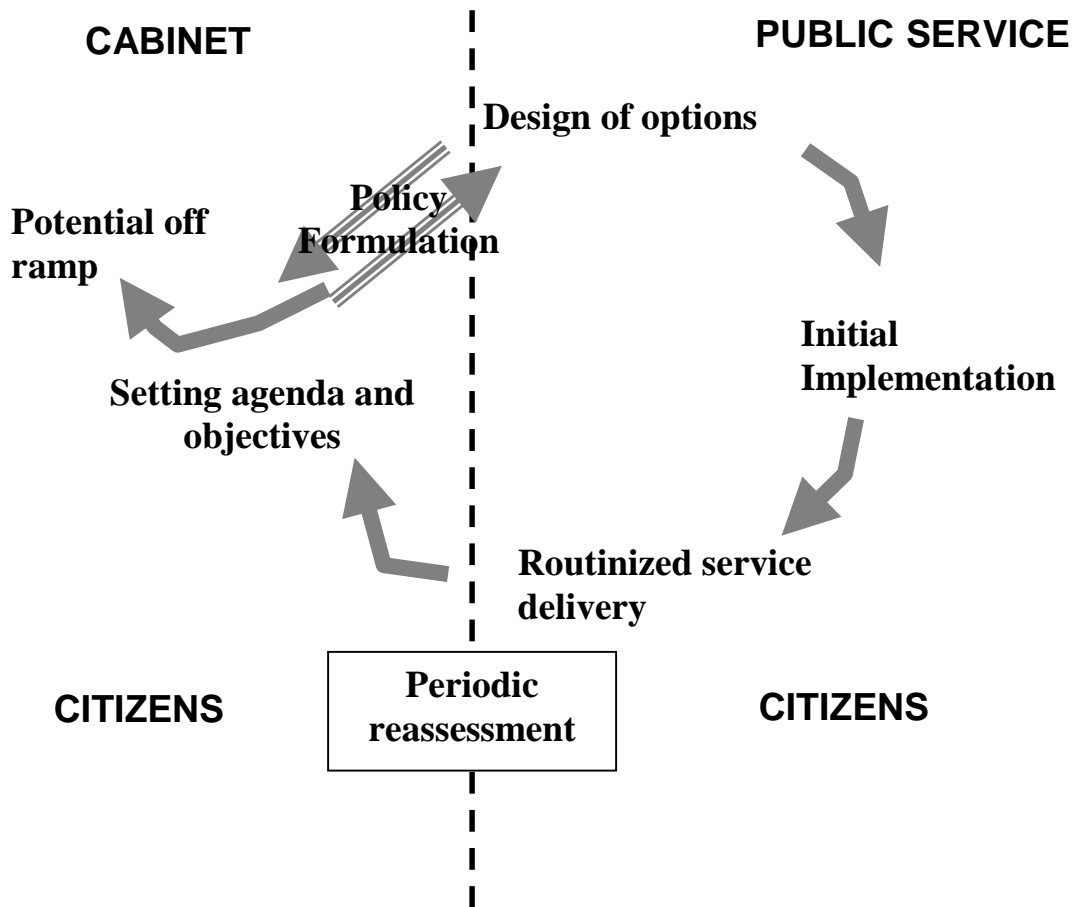 CABINET
PUBLIC SERVICE
Design of options
Policy
Formulation
Potential off
ramp
Initial
Implementation
Setting agenda and
objectives
Routinized service
delivery
Periodic
reassessment
CITIZENS
CITIZENS